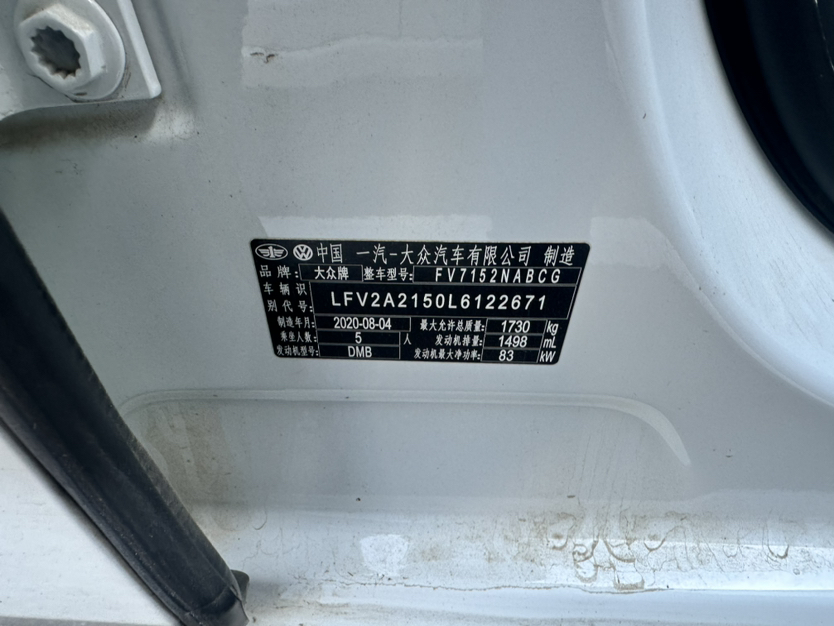 中国 一汽-大众汽车有限公司 制造
品牌: 大众牌 整车型号: FV7152NABCG
车辆识别代号: LFV2A2150L6122671
制造年月: 2020-08-04 最大允许总质量: 1730 kg
乘坐人数: 5 人 发动机排量: 1498 mL
发动机型号: DMB 发动机最大净功率: 83 kW